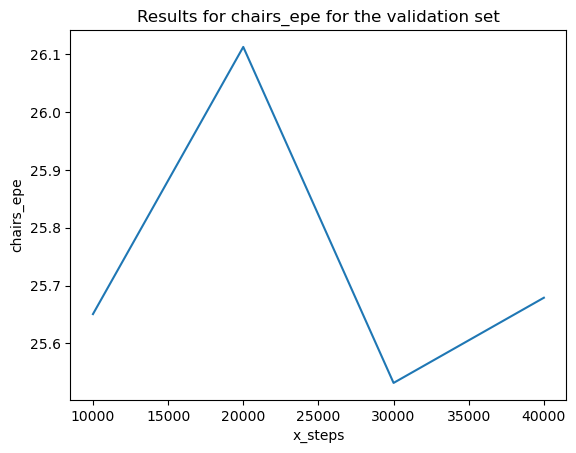 Results for chairs_epe for the validation set
26.1
26.0
25.9
25.8
25.7
25.6
chairs_epe
10000 15000 20000 25000 30000 35000 40000
x_steps